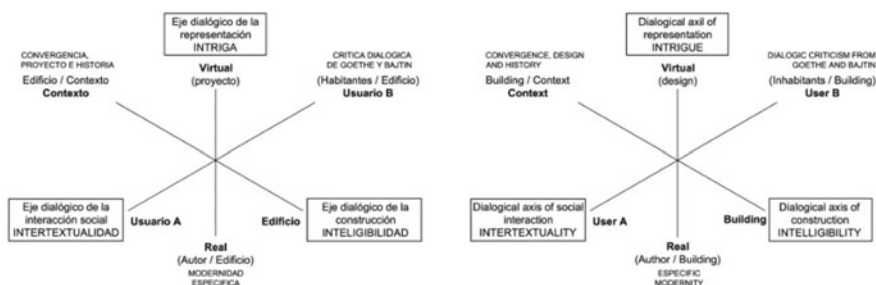 Eje dialógico de la
representación
INTRIGA
CONVERGENCIA,
PROYECTO E HISTORIA
Edificio / Contexto
Contexto
Virtual
(proyecto)
CRITICA DIALOGICA
DE GOETHE Y BAJTIN
(Habitantes / Edificio)
Usuario B
Eje dialógico de la
interacción social
INTERTEXTUALIDAD
Usuario A
Edificio
Eje dialógico de la
construcción
INTELIGIBILIDAD
Real
(Autor / Edificio)
MODERNIDAD
ESPECIFICA
Dialogical axil of
representation
INTRIGUE
CONVERGENCE, DESIGN
AND HISTORY
Building / Context
Context
Virtual
(design)
DIALOGIC CRITICISM FROM
GOETHE AND BAJTIN
(Inhabitants / Building)
User B
Dialogical axis of social
interaction
INTERTEXTUALITY
User A
Building
Dialogical axis of
construction
INTELLIGIBILITY
Real
(Author / Building)
ESPECIFIC
MODERNITY